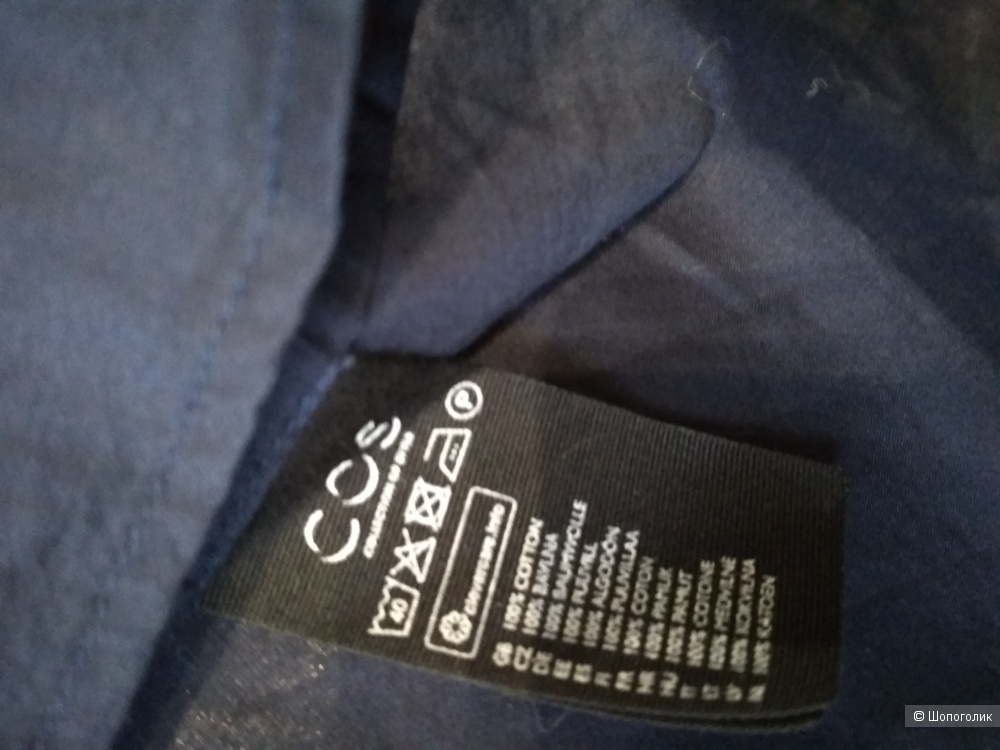 COS
COLLECTION OF STYLE
40
P
clevercare.info
GB 100% COTTON
CZ 100% BAVLNA
DE 100% BAUMWOLLE
EE 100% PUUVILL
ES 100% ALGODÓN
FI 100% PUUVILLAA
FR 100% COTON
HR 100% PAMUK
HU 100% PAMUT
IT 100% COTONE
LT 100% MEDVILNĖ
LV 100% KOKVILNA
NL 100% KATOEN
© Шопоголик